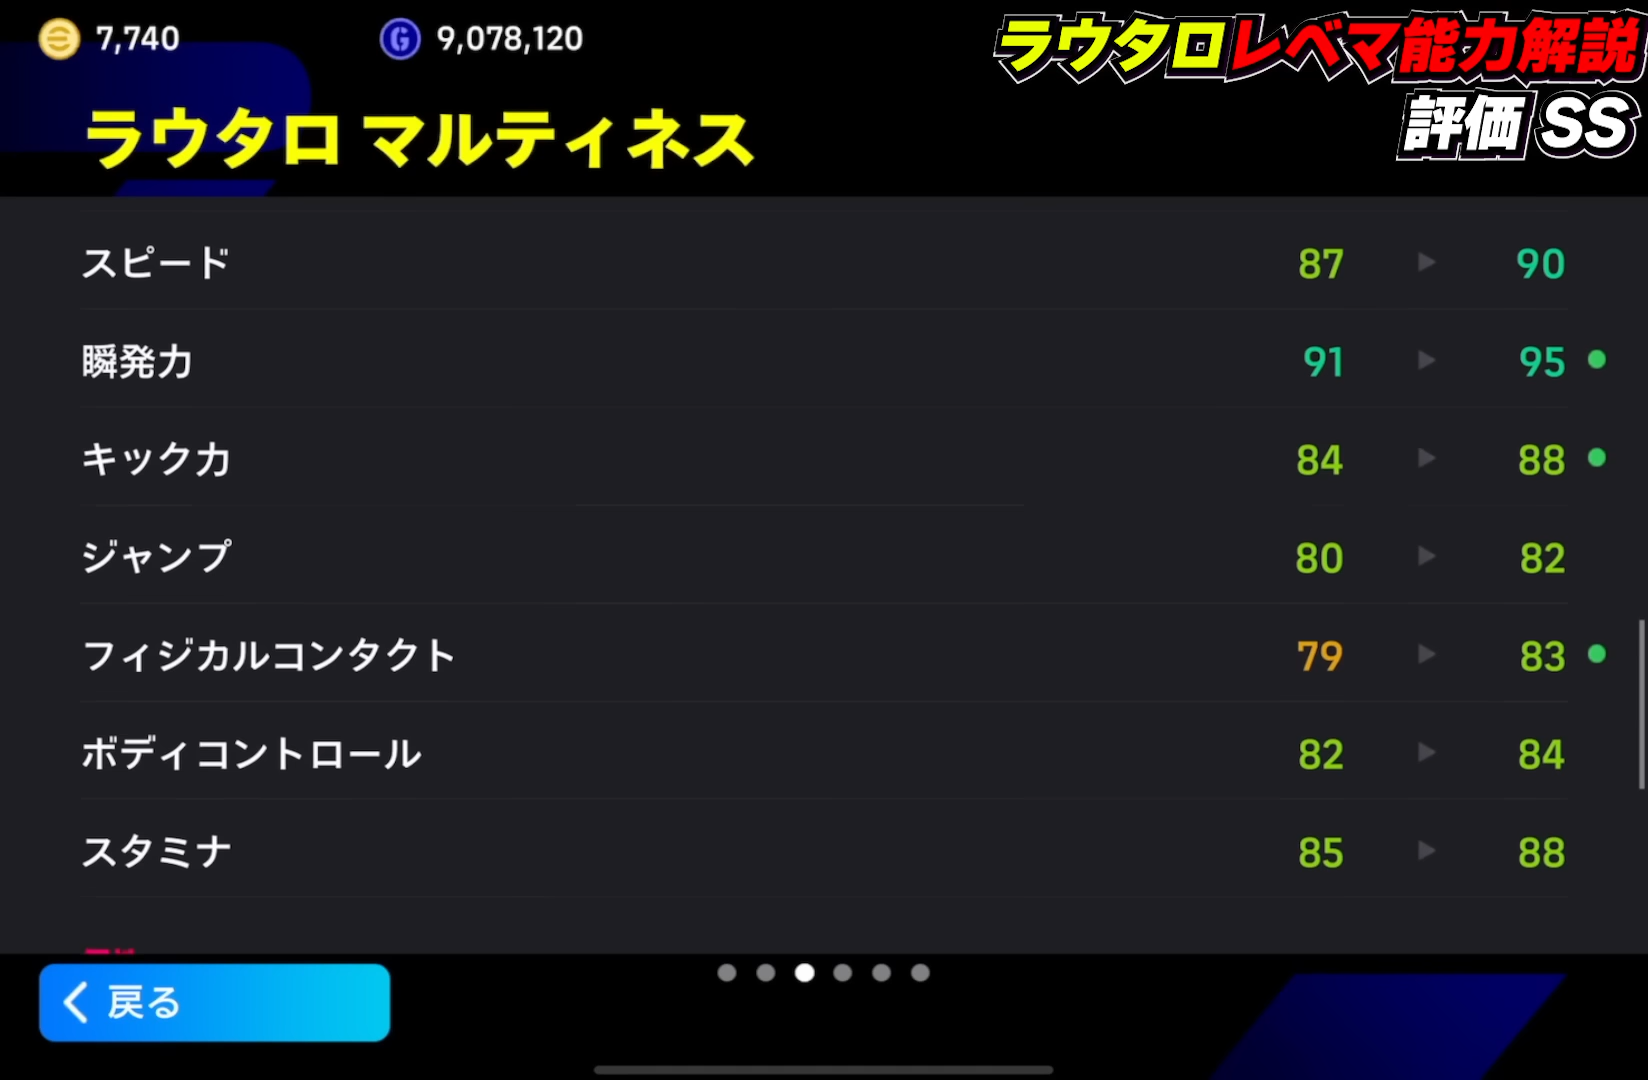 7,740
9,078,120
ラウタロレベマ能力解説
評価 SS
ラウタロ マルティネス
スピード 87 ▶ 90
瞬発力 91 ▶ 95
キック力 84 ▶ 88
ジャンプ 80 ▶ 82
フィジカルコンタクト 79 ▶ 83
ボディコントロール 82 ▶ 84
スタミナ 85 ▶ 88
戻る